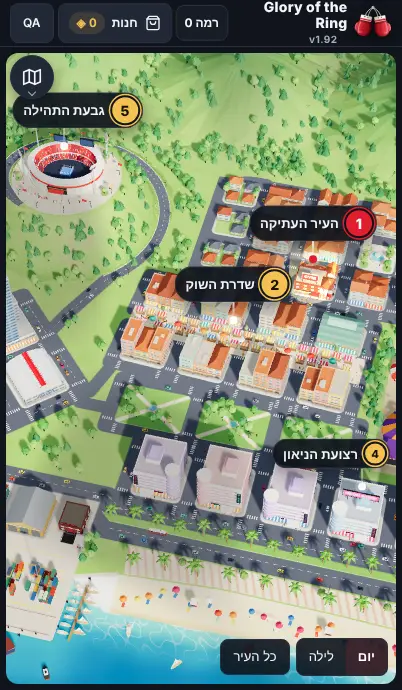 Glory of the
Ring
v1.92
רמה 0
חנות
0
QA
5 גבעת התהילה
1 העיר העתיקה
2 שדרת השוק
4 רצועת הניאון
יום
לילה
כל העיר